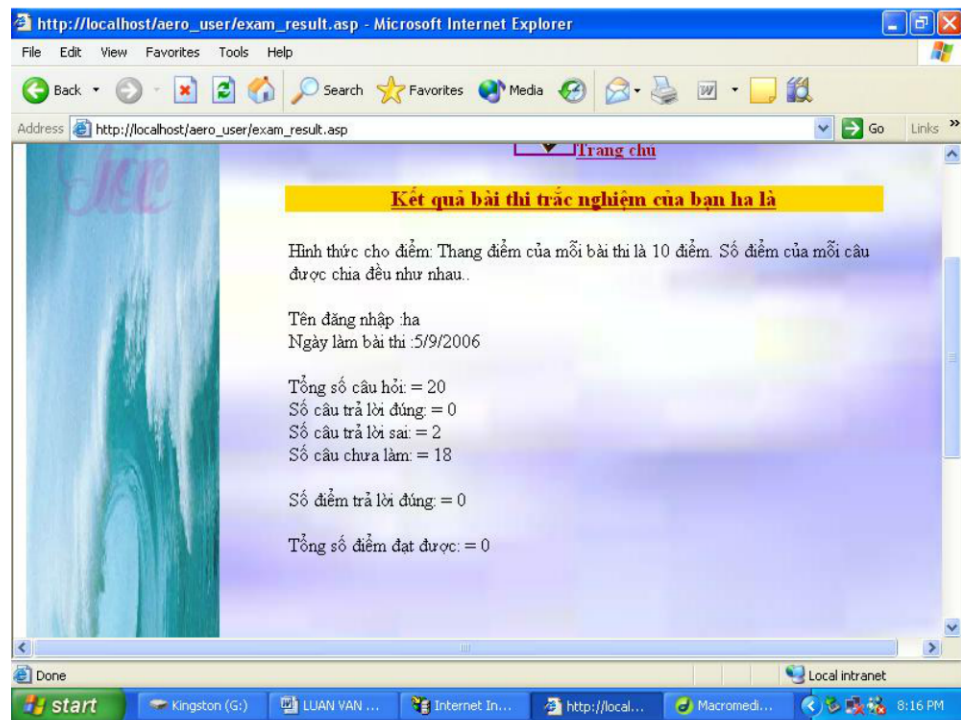 http://localhost/aero_user/exam_result.asp - Microsoft Internet Explorer
File Edit View Favorites Tools Help
Back Search Favorites Media
Address http://localhost/aero_user/exam_result.asp Go Links »
Trang chủ
Kết quả bài thi trắc nghiệm của bạn ha là
Hình thức cho điểm: Thang điểm của mỗi bài thi là 10 điểm. Số điểm của mỗi câu
được chia đều như nhau..
Tên đăng nhập :ha
Ngày làm bài thi :5/9/2006
Tổng số câu hỏi: = 20
Số câu trả lời đúng: = 0
Số câu trả lời sai: = 2
Số câu chưa làm: = 18
Số điểm trả lời đúng: = 0
Tổng số điểm đạt được: = 0
Done Local intranet
start Kingston (G:) LUAN VAN ... Internet In... http://local... Macromedi... 8:16 PM